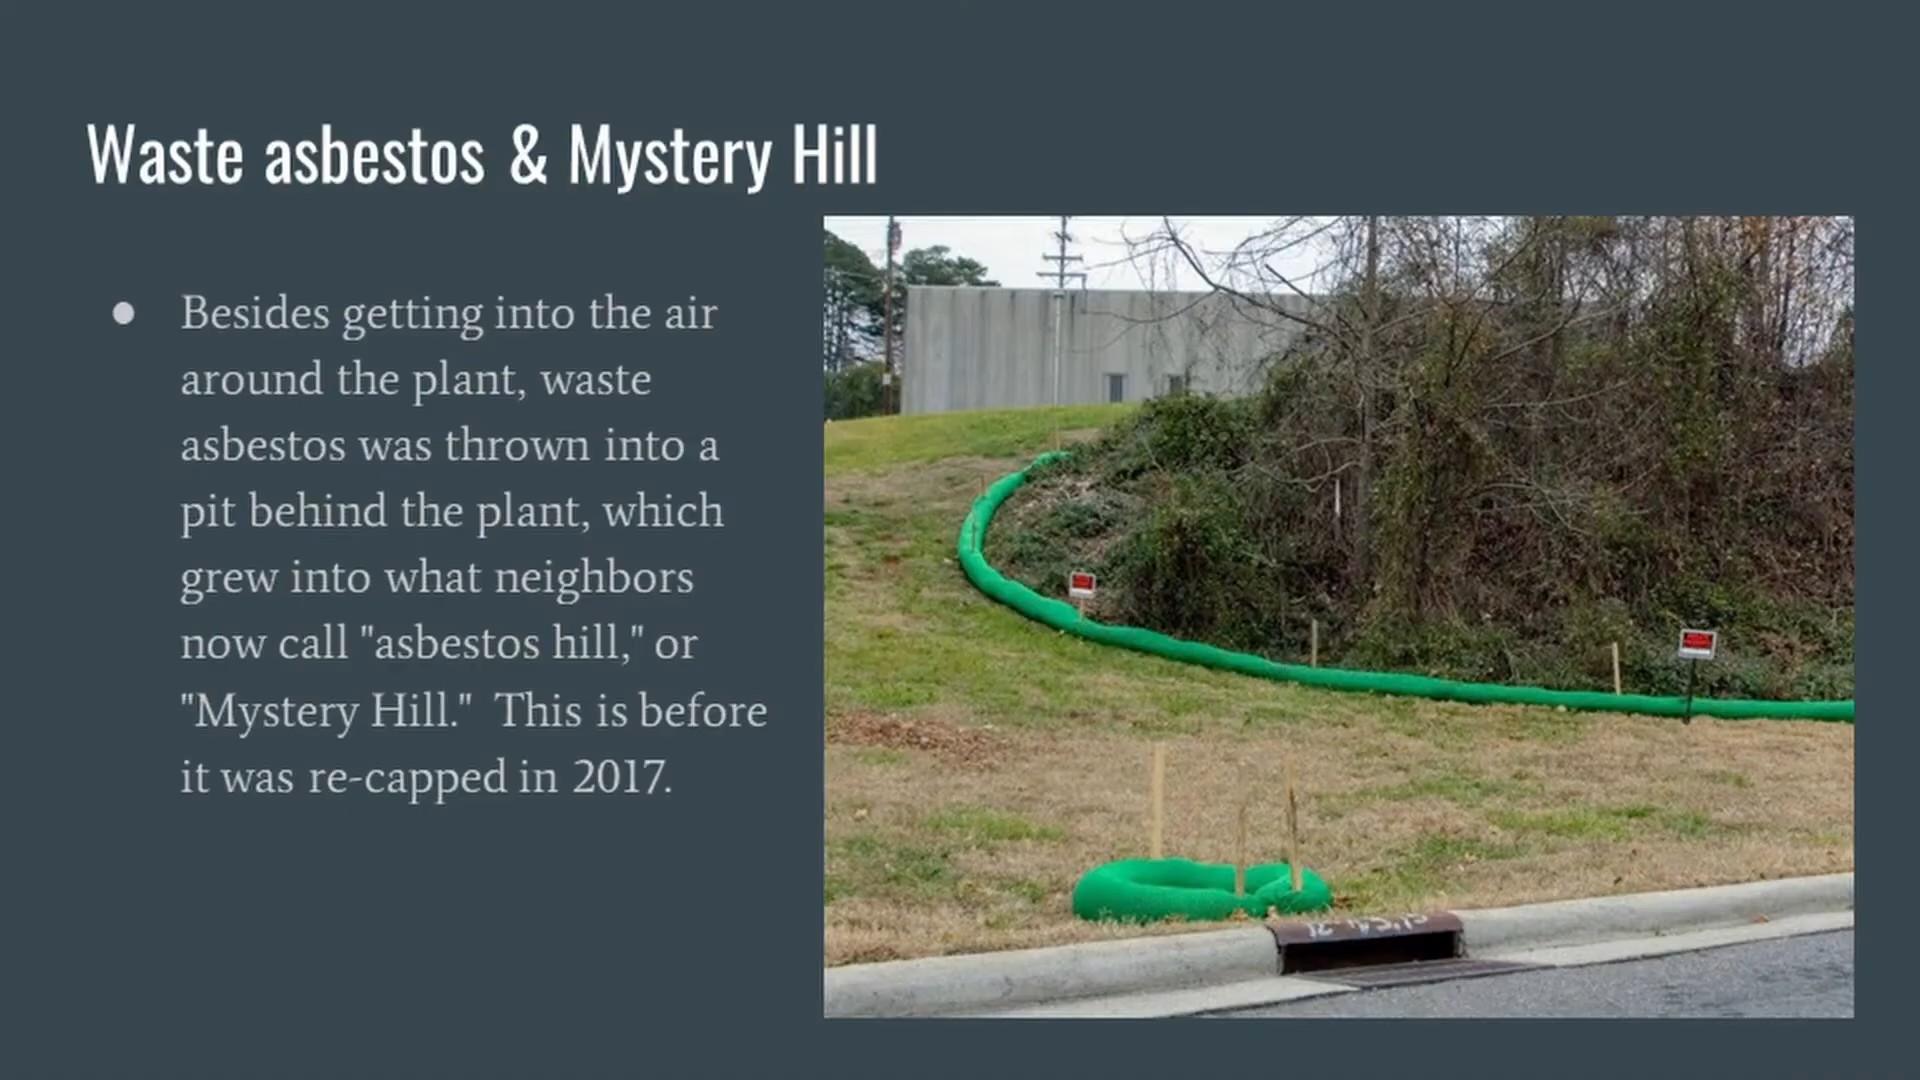 Waste asbestos & Mystery Hill
● Besides getting into the air
around the plant, waste
asbestos was thrown into a
pit behind the plant, which
grew into what neighbors
now call "asbestos hill," or
"Mystery Hill."  This is before
it was re-capped in 2017.